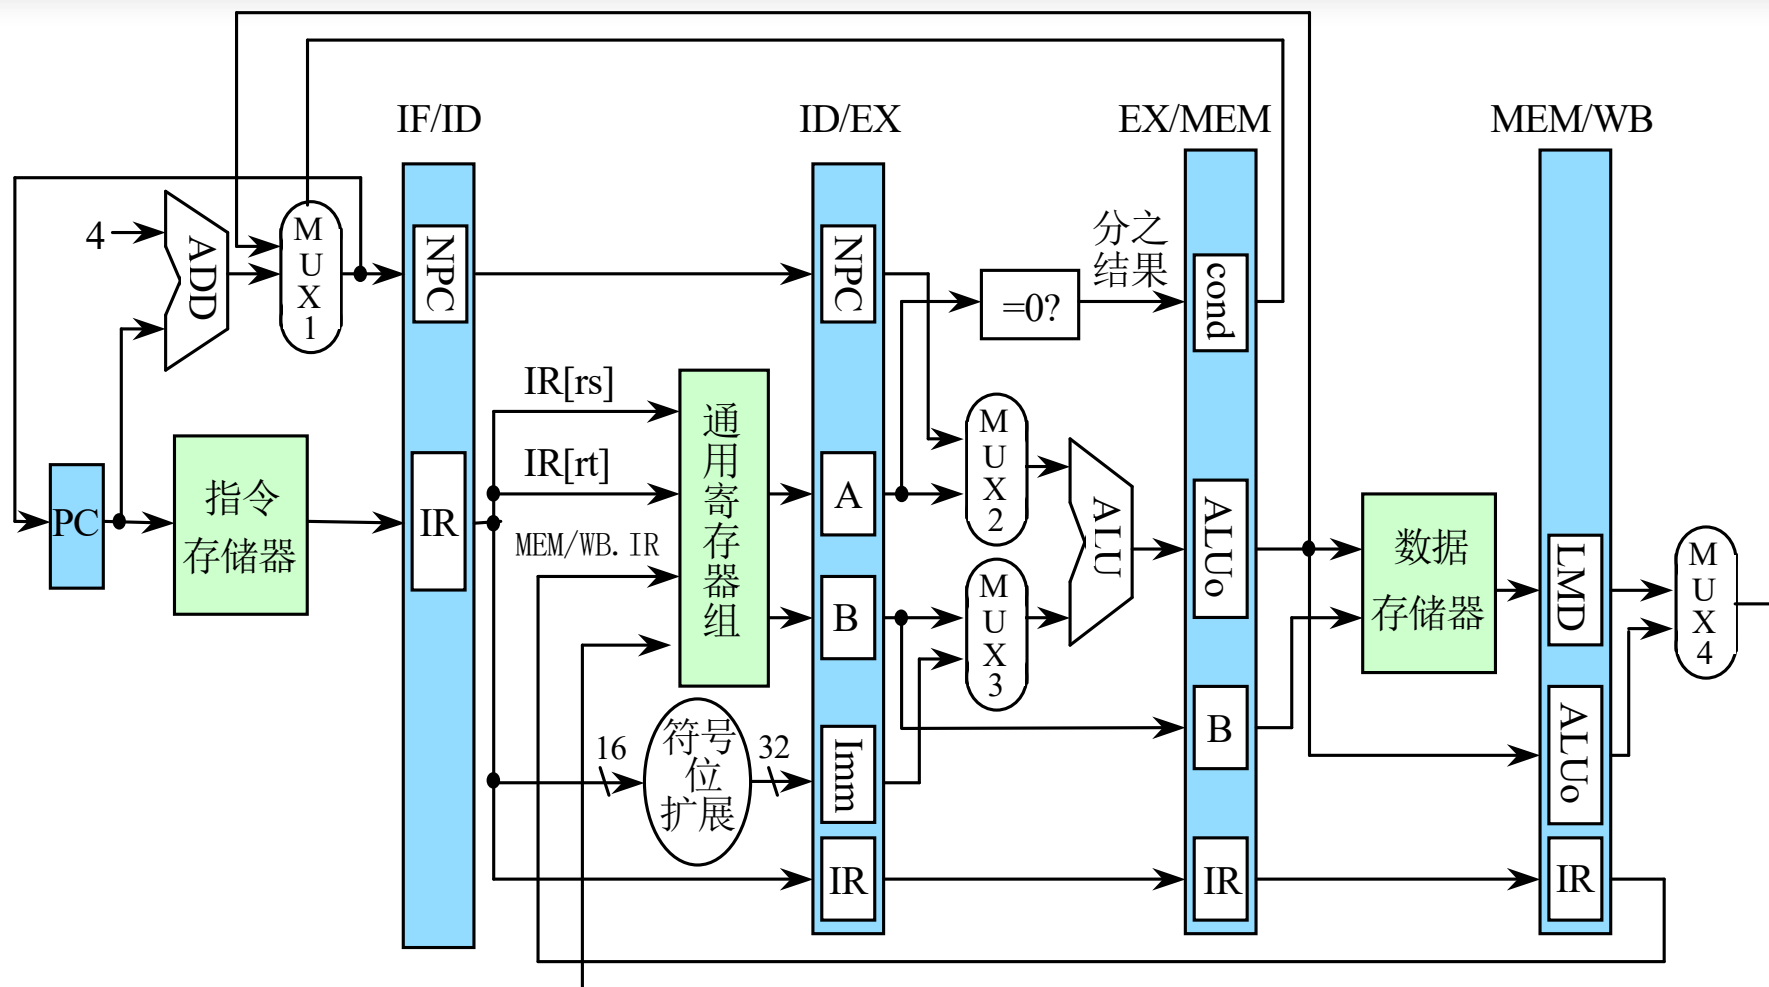 IF/ID
ID/EX
EX/MEM
MEM/WB
4
ADD
MUX1
NPC
NPC
=0?
分之
结果
cond
IR[rs]
IR[rt]
MEM/WB.IR
通用寄存器组
PC
指令
存储器
IR
A
B
MUX2
MUX3
ALU
ALUo
B
数据
存储器
LMD
ALUo
MUX4
16
符号
位
扩展
32
Imm
IR
IR
IR